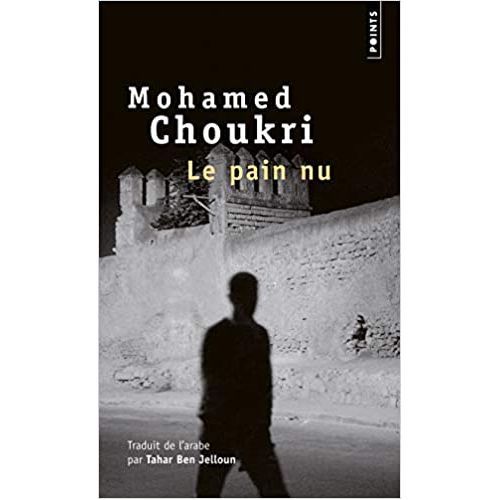 POINTS
Mohamed
Choukri
Le pain nu
Traduit de l'arabe
par Tahar Ben Jelloun